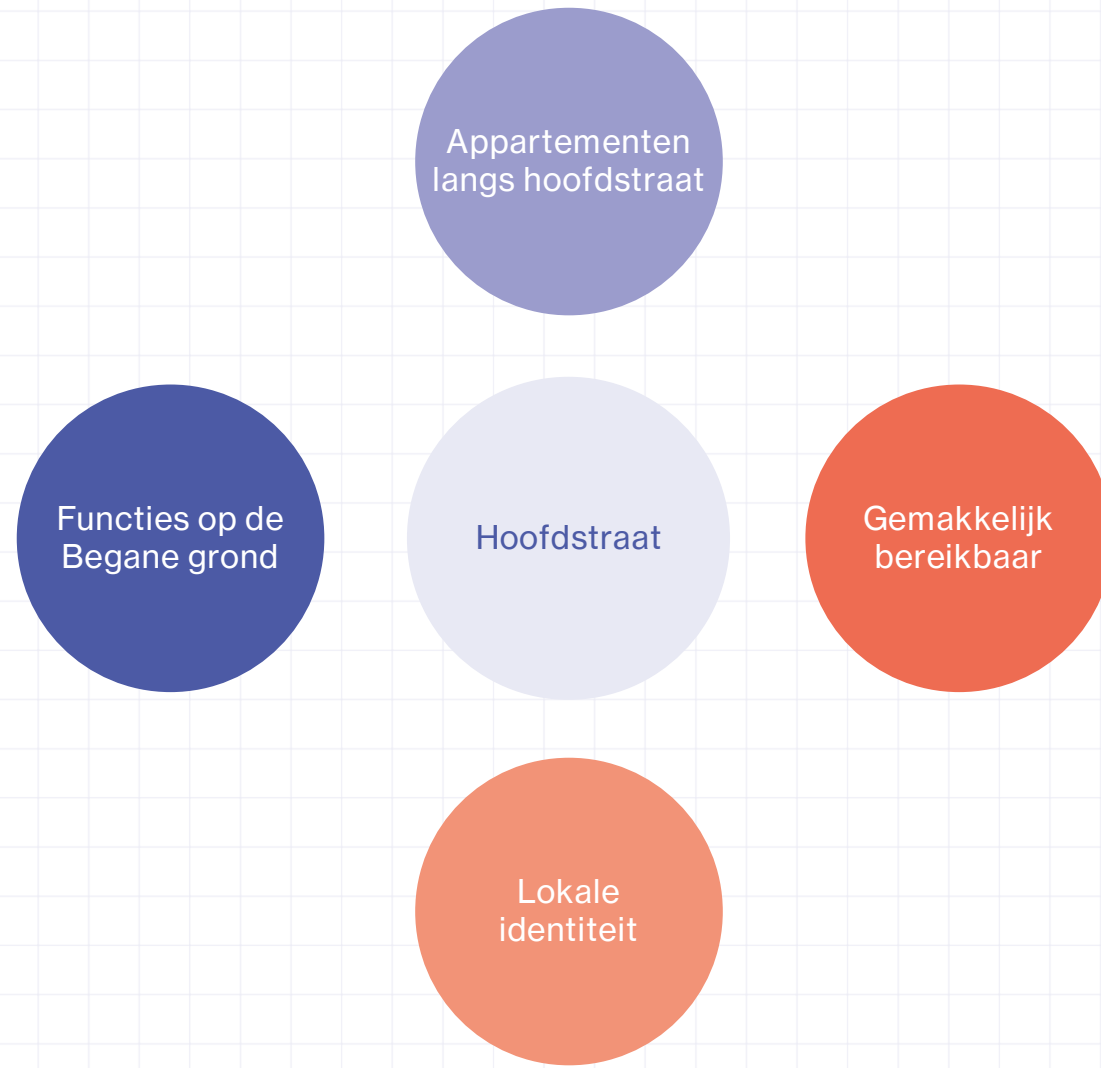 Appartementen
langs hoofdstraat
Functies op de
Begane grond
Hoofdstraat
Gemakkelijk
bereikbaar
Lokale
identiteit